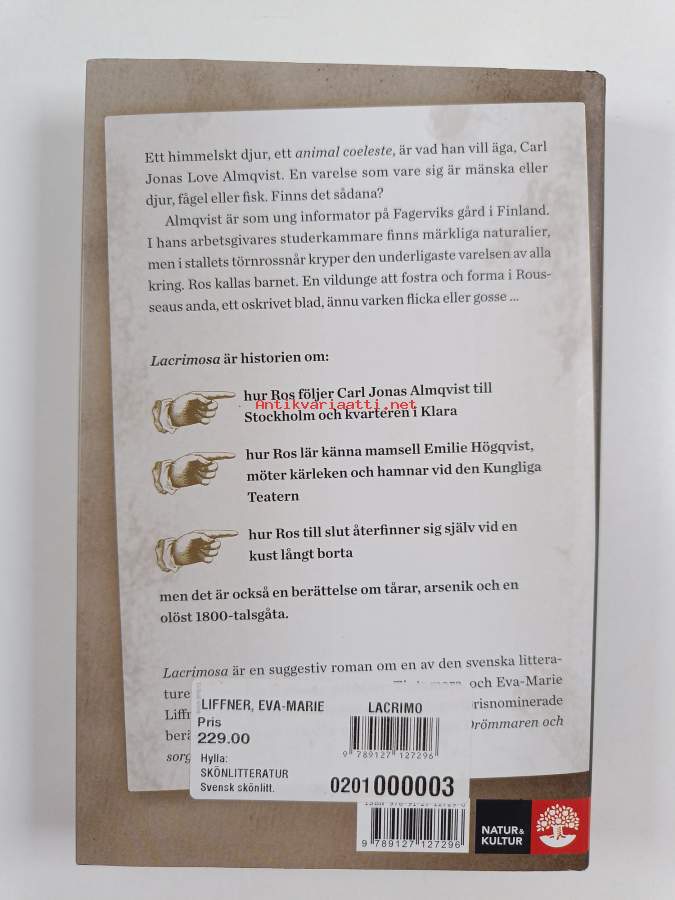 Ett himmelskt djur, ett animal coeleste, är vad han vill äga, Carl
Jonas Love Almqvist. En varelse som vare sig är mänska eller
djur, fågel eller fisk. Finns det sådana?
Almqvist är som ung informator på Fagerviks gård i Finland.
I hans arbetsgivares studerkammare finns märkliga naturalier,
men i stallets törnrossnår kryper den underligaste varelsen av alla
kring. Ros kallas barnet. En vildunge att fostra och forma i Rous-
seaus anda, ett oskrivet blad, ännu varken flicka eller gosse ...
Lacrimosa är historien om:
hur Ros följer Carl Jonas Almqvist till
Antikvariaatti.net
Stockholm och kvarteren i Klara
hur Ros lär känna mamsell Emilie Högqvist,
möter kärleken och hamnar vid den Kungliga
Teatern
hur Ros till slut återfinner sig själv vid en
kust långt borta
men det är också en berättelse om tårar, arsenik och en
olöst 1800-talsgåta.
Lacrimosa är en suggestiv roman om en av den svenska littera-
ture och Eva-Marie
Liffn risnominerade
berä Drömmaren och
sorg
LIFFNER, EVA-MARIE LACRIMO
Pris
229.00
9 789127 127296
Hylla:
SKÖNLITTERATUR
Svensk skönlitt.
0201000003
9 789127 127296
NATUR &
KULTUR